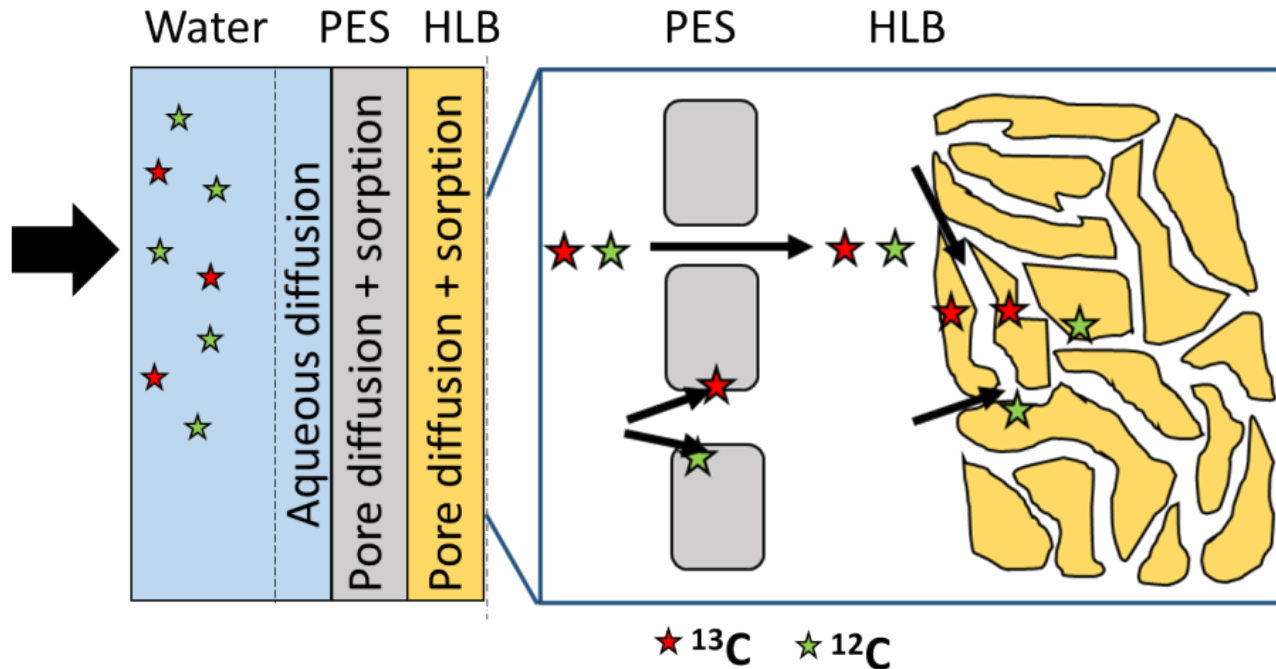 Water PES HLB PES HLB
Aqueous diffusion
Pore diffusion + sorption
Pore diffusion + sorption
¹³C ¹²C